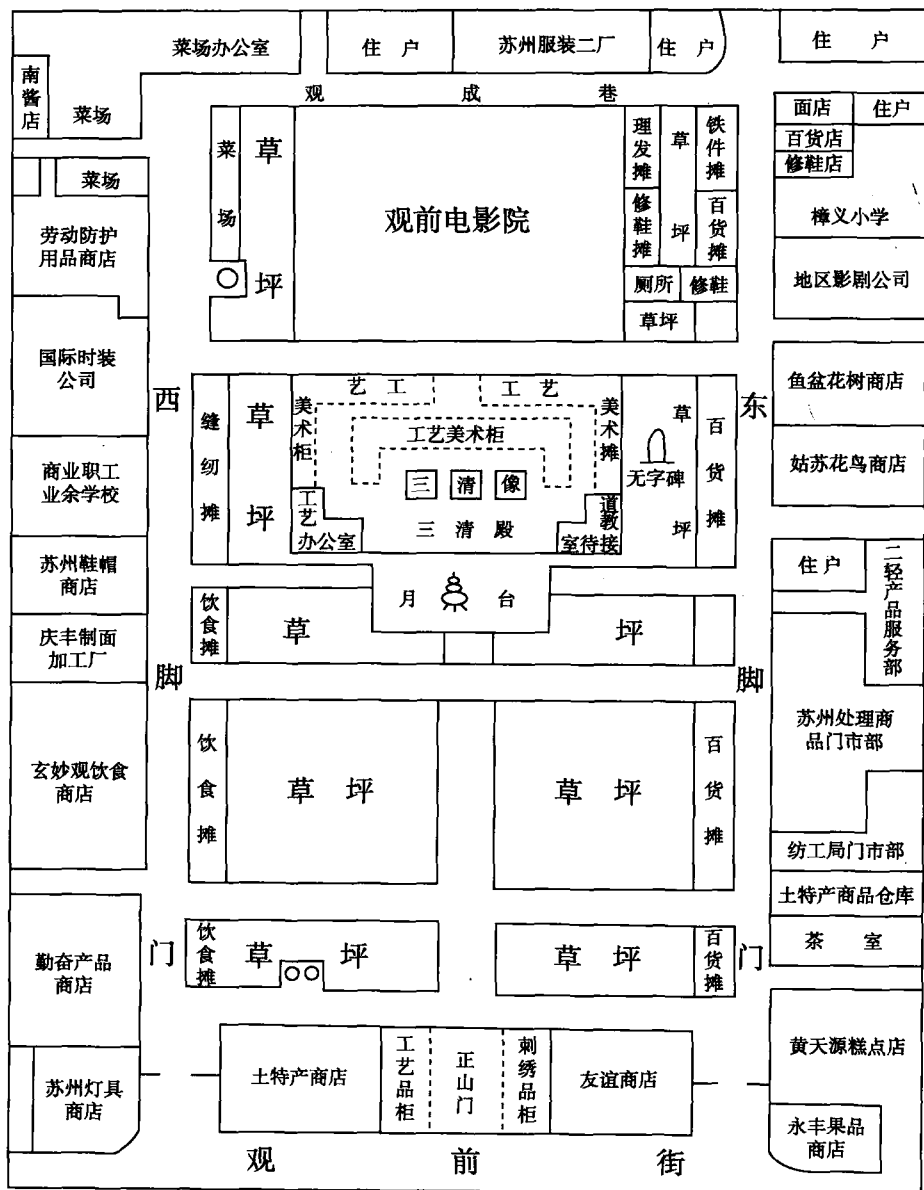 菜场办公室
住 户
苏州服装二厂
住 户
住 户
南酱店
菜场
观 成 巷
面店
住户
百货店
修鞋店
樟义小学
地区影剧公司
菜场
草 坪
观前电影院
理发摊
修鞋摊
草 坪
铁件摊
百货摊
厕所
修鞋
草坪
菜场
劳动防护
用品商店
国际时装
公司
商业职工
业余学校
苏州鞋帽
商店
庆丰制面
加工厂
玄妙观饮食
商店
勤奋产品
商店
苏州灯具
商店
西 脚 门
缝纫摊
草 坪
艺 工
美术柜
工 艺
美术摊
工艺美术柜
三 清 像
三 清 殿
工艺
办公室
道教
室待接
草 坪
无字碑
百货摊
东 脚 门
鱼盆花树商店
姑苏花鸟商店
住户
二轻产品服务部
苏州处理商
品门市部
纺工局门市部
土特产商品仓库
茶 室
黄天源糕点店
永丰果品
商店
饮食摊
草
月 台
坪
饮食摊
草 坪
草 坪
百货摊
饮食摊
草 坪
草 坪
百货摊
土特产商店
工艺品柜
正山门
刺绣品柜
友谊商店
观 前 街